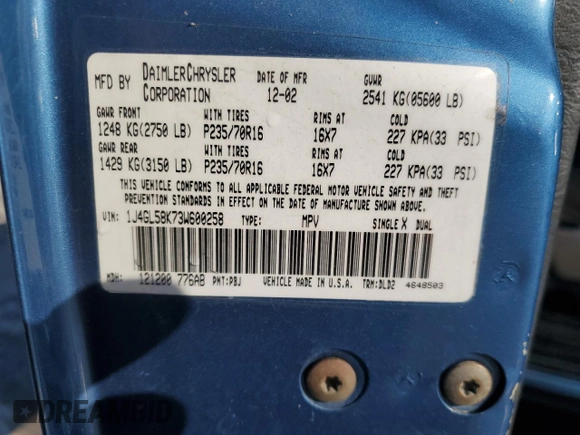 MFD BY DAIMLERCHRYSLER CORPORATION DATE OF MFR 12-02 GVWR 2541 KG(05600 LB)
GAWR FRONT WITH TIRES RIMS AT COLD
1248 KG(2750 LB) P235/70R16 16X7 227 KPA(33 PSI)
GAWR REAR WITH TIRES RIMS AT COLD
1429 KG(3150 LB) P235/70R16 16X7 227 KPA(33 PSI)
THIS VEHICLE CONFORMS TO ALL APPLICABLE FEDERAL MOTOR VEHICLE SAFETY AND THEFT
PREVENTION STANDARDS IN EFFECT ON THE DATE OF MANUFACTURE SHOWN ABOVE.
VIN: 1J4GL58K73W600258 TYPE: MPV SINGLE X DUAL
MDH: 121200 776AB PNT:PBJ VEHICLE MADE IN U.S.A. TRM:DLD2 4648503
DREAMBID